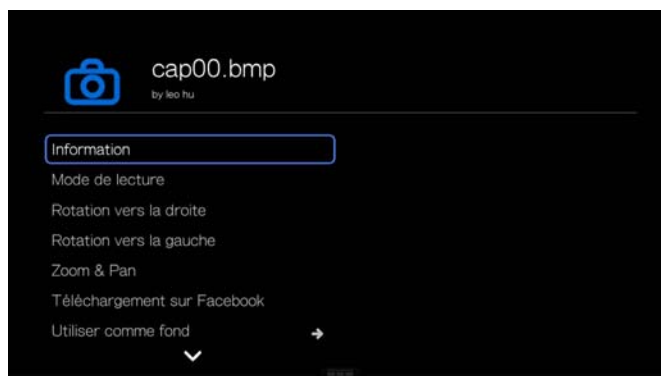 cap00.bmp
by leo hu
Information
Mode de lecture
Rotation vers la droite
Rotation vers la gauche
Zoom & Pan
Téléchargement sur Facebook
Utiliser comme fond